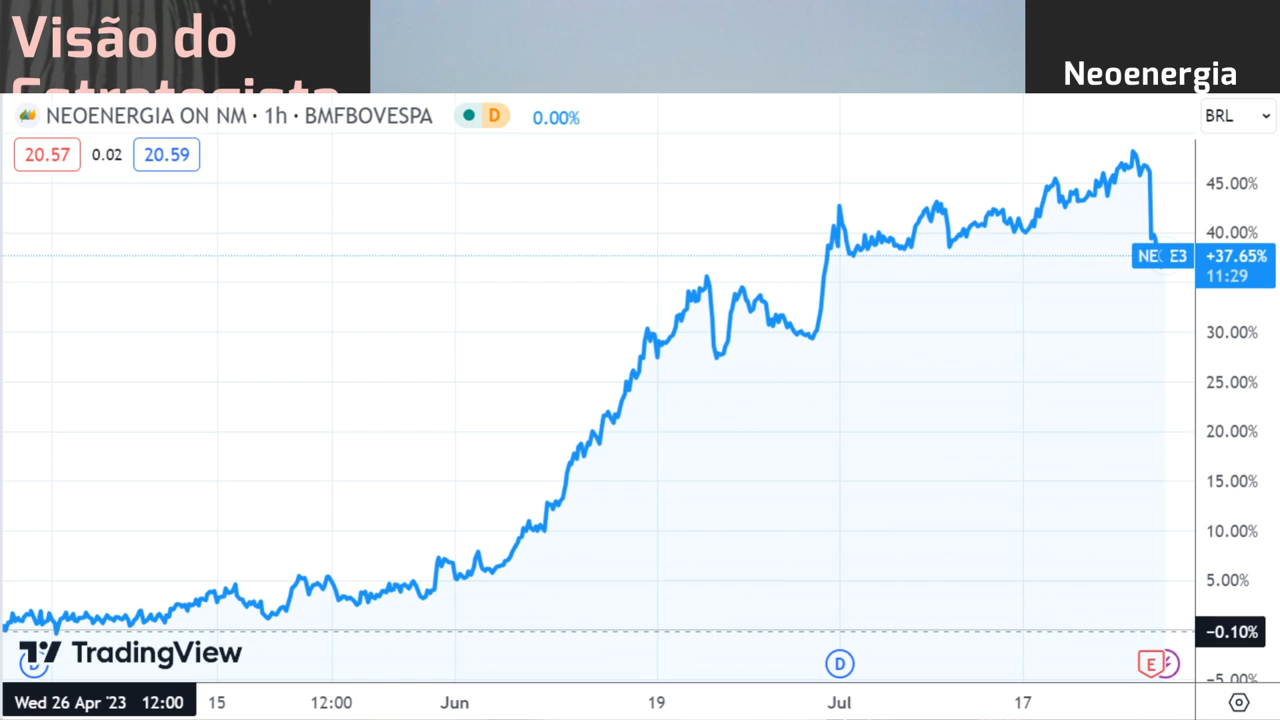 Visão do
Estrategista
Neoenergia
NEOENERGIA ON NM · 1h · BMFBOVESPA
D
0.00%
BRL
20.57
0.02
20.59
45.00%
40.00%
+37.65%
11:29
30.00%
25.00%
20.00%
15.00%
10.00%
5.00%
−0.10%
−5.00%
TradingView
D
E
Wed 26 Apr '23 12:00
15
12:00
Jun
19
Jul
17